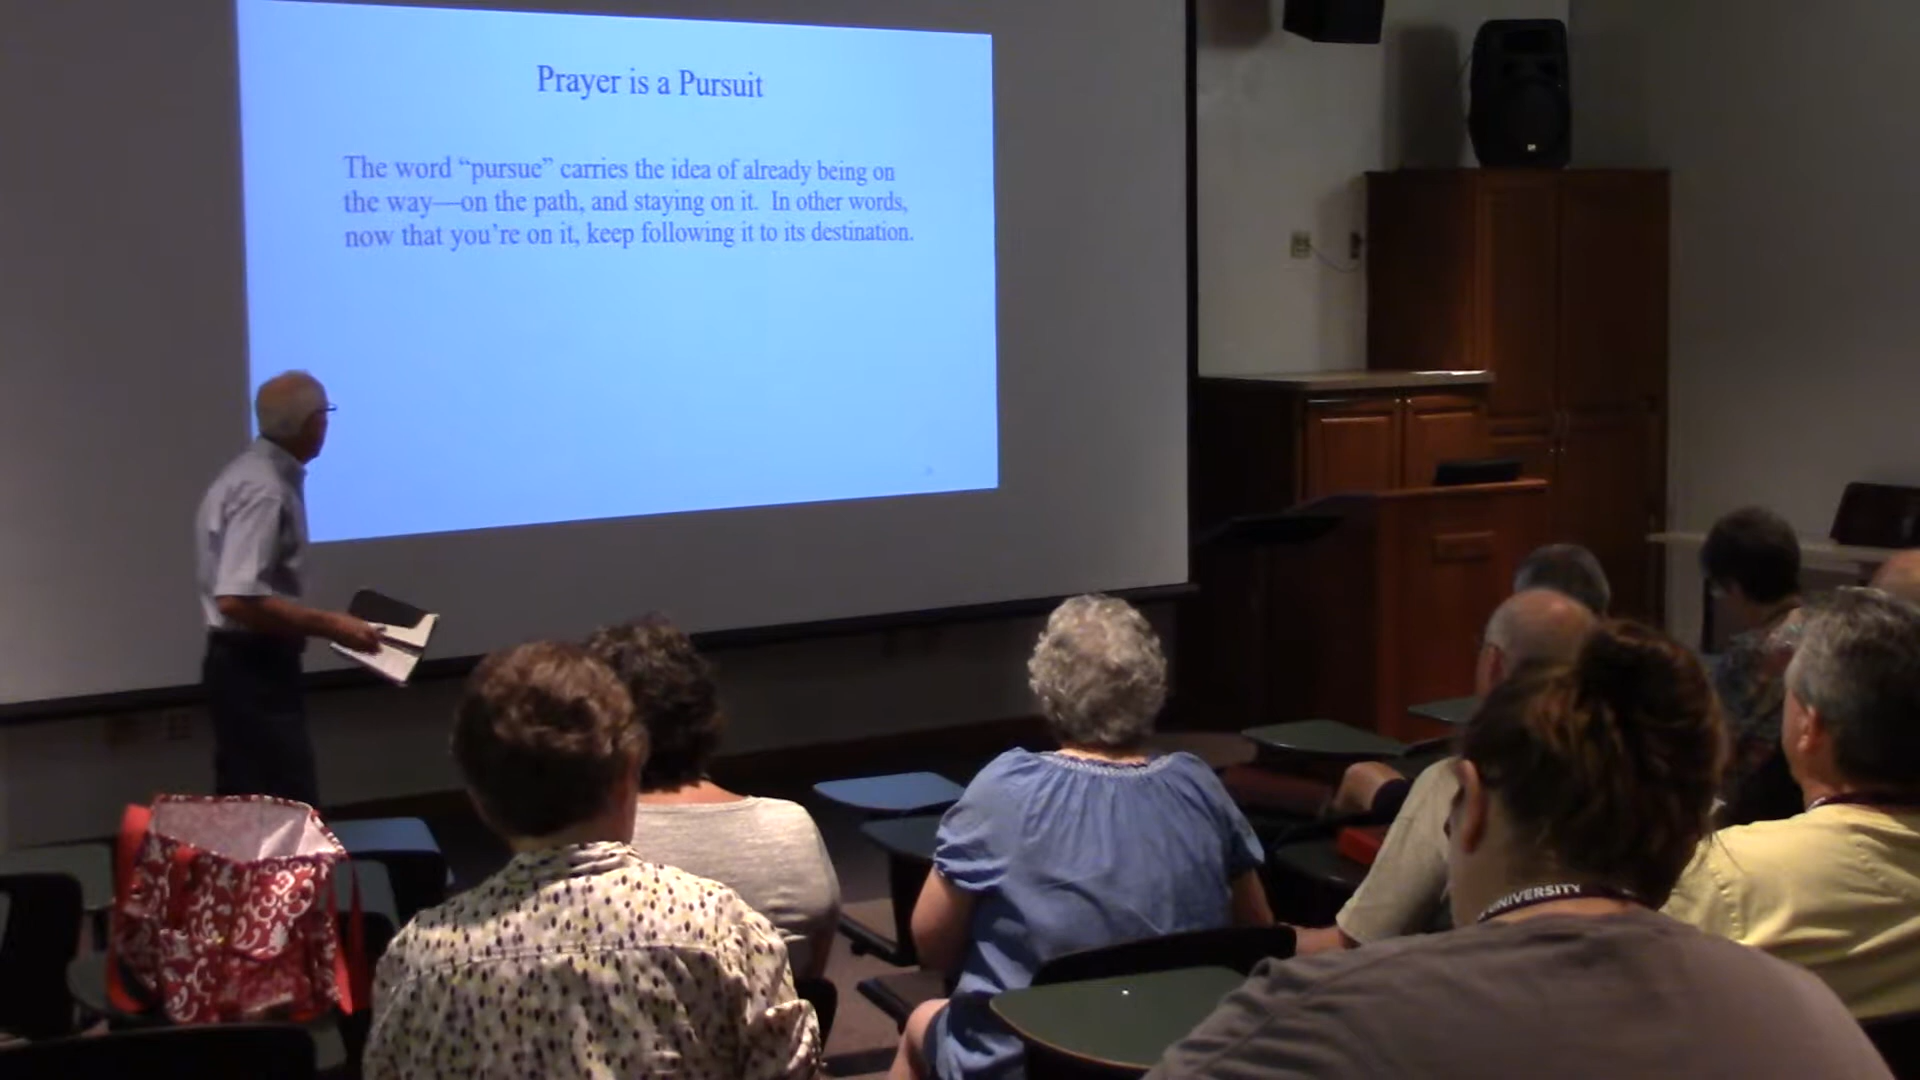 Prayer is a Pursuit
The word “pursue” carries the idea of already being on
the way—on the path, and staying on it. In other words,
now that you’re on it, keep following it to its destination.
UNIVERSITY